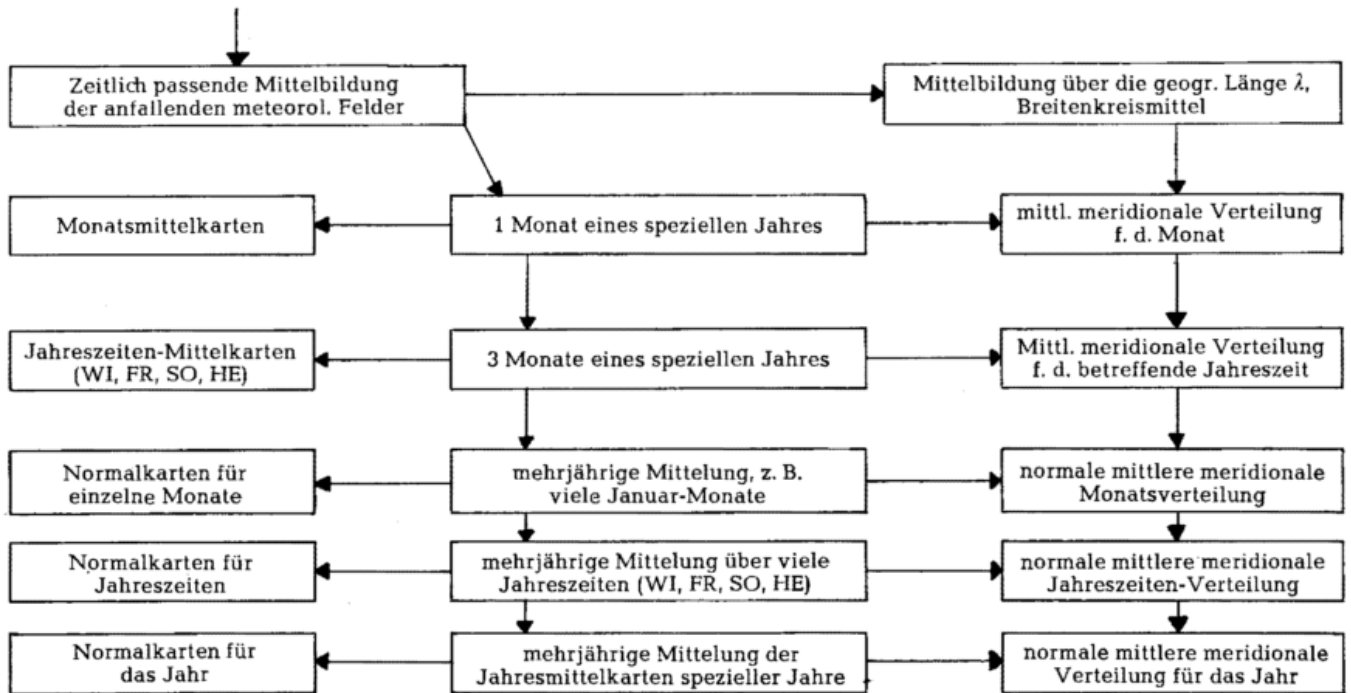 Zeitlich passende Mittelbildung
der anfallenden meteorol. Felder
Mittelbildung über die geogr. Länge λ,
Breitenkreismittel
Monatsmittelkarten
1 Monat eines speziellen Jahres
mittl. meridionale Verteilung
f. d. Monat
Jahreszeiten-Mittelkarten
(WI, FR, SO, HE)
3 Monate eines speziellen Jahres
Mittl. meridionale Verteilung
f. d. betreffende Jahreszeit
Normalkarten für
einzelne Monate
mehrjährige Mittelung, z. B.
viele Januar-Monate
normale mittlere meridionale
Monatsverteilung
Normalkarten für
Jahreszeiten
mehrjährige Mittelung über viele
Jahreszeiten (WI, FR, SO, HE)
normale mittlere meridionale
Jahreszeiten-Verteilung
Normalkarten für
das Jahr
mehrjährige Mittelung der
Jahresmittelkarten spezieller Jahre
normale mittlere meridionale
Verteilung für das Jahr